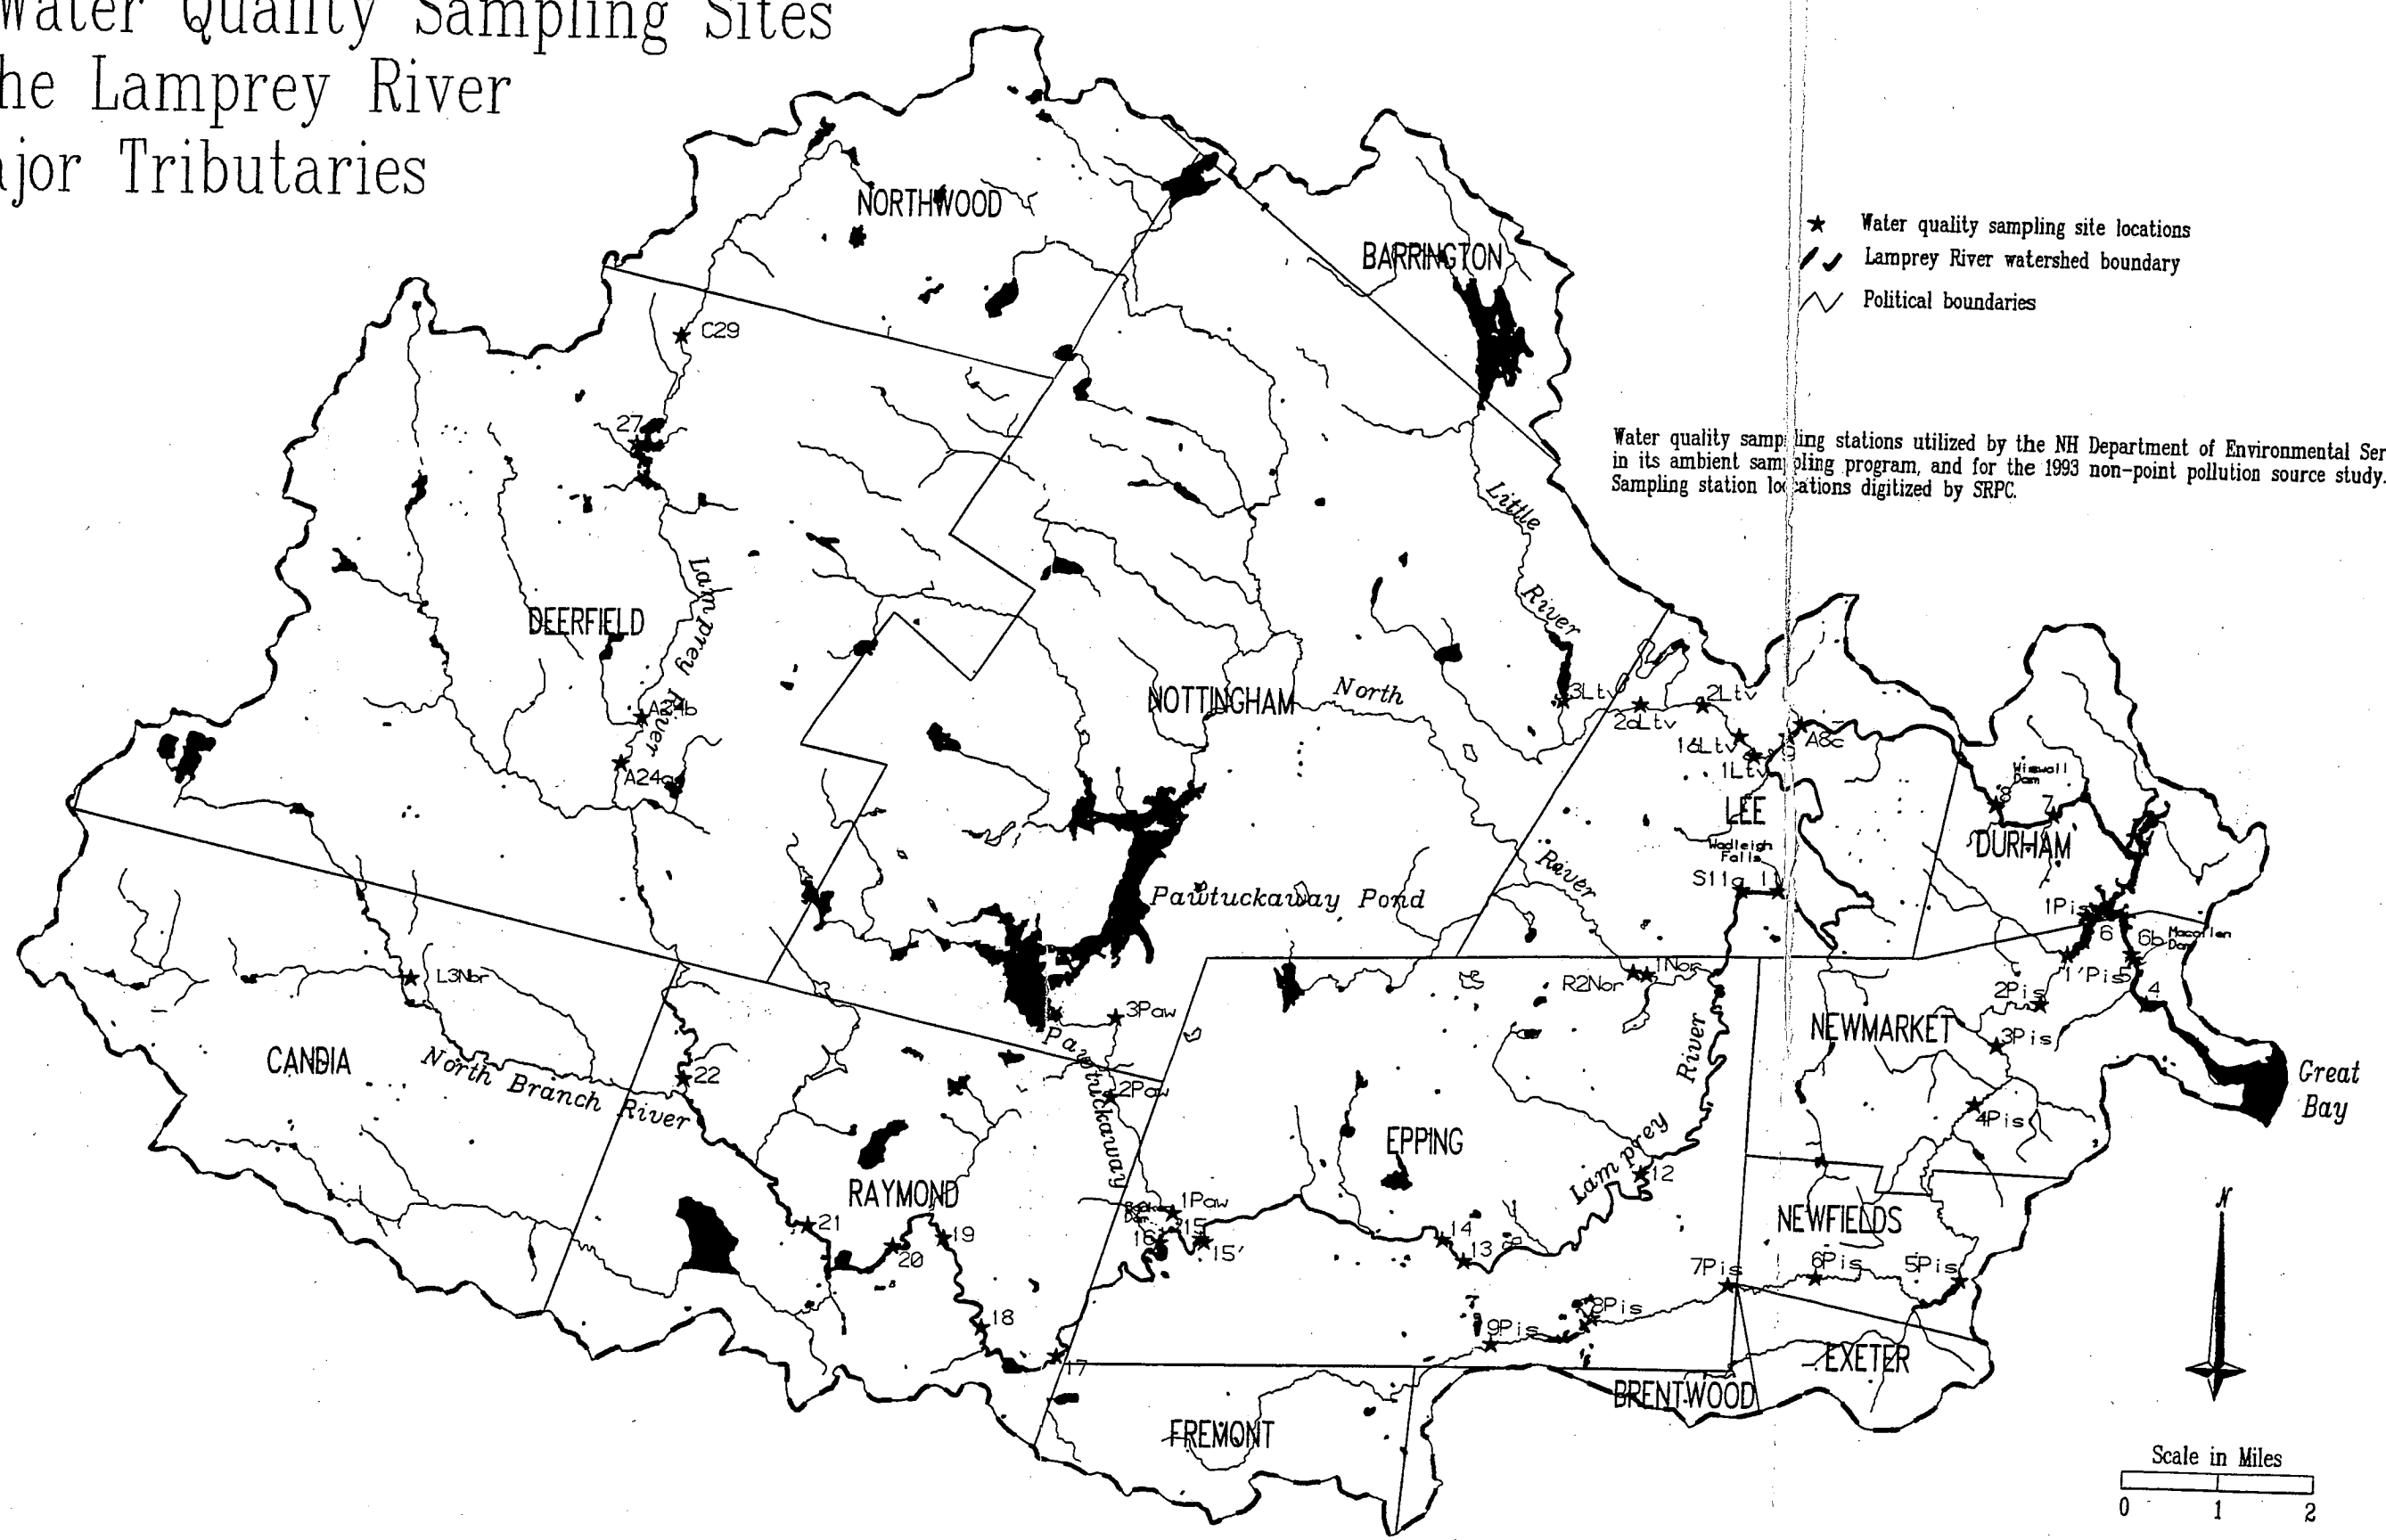 Water Quality Sampling Sites
he Lamprey River
jor Tributaries
Water quality sampling site locations
Lamprey River watershed boundary
Political boundaries
Water quality sampling stations utilized by the NH Department of Environmental Ser
in its ambient sampling program, and for the 1993 non-point pollution source study.
Sampling station locations digitized by SRPC.
NORTHWOOD
BARRINGTON
C29
27
Little
River
Lamprey River
DEERFIELD
A24b
A24a
NOTTINGHAM
North
River
3Ltv
2aLtv
2Ltv
1aLtv
1Ltv
A8c
LEE
Wadleigh
Falls
S11a
Wiswall
Dam
8
7
DURHAM
Pawtuckaway Pond
1Pis
6
6b
Macallen
Dam
1'Pis
5
4
L3Nbr
R2Nor
1Nor
2Pis
3Paw
NEWMARKET
3Pis
CANDIA
North Branch River
22
Pawtuckaway
2Paw
River
Great
Bay
4Pis
EPPING
Lamprey
12
RAYMOND
1Paw
21
19
20
16
15
15'
14
13
NEWFIELDS
7Pis
6Pis
5Pis
18
8Pis
9Pis
17
EXETER
BRENTWOOD
FREMONT
N
Scale in Miles
0 1 2